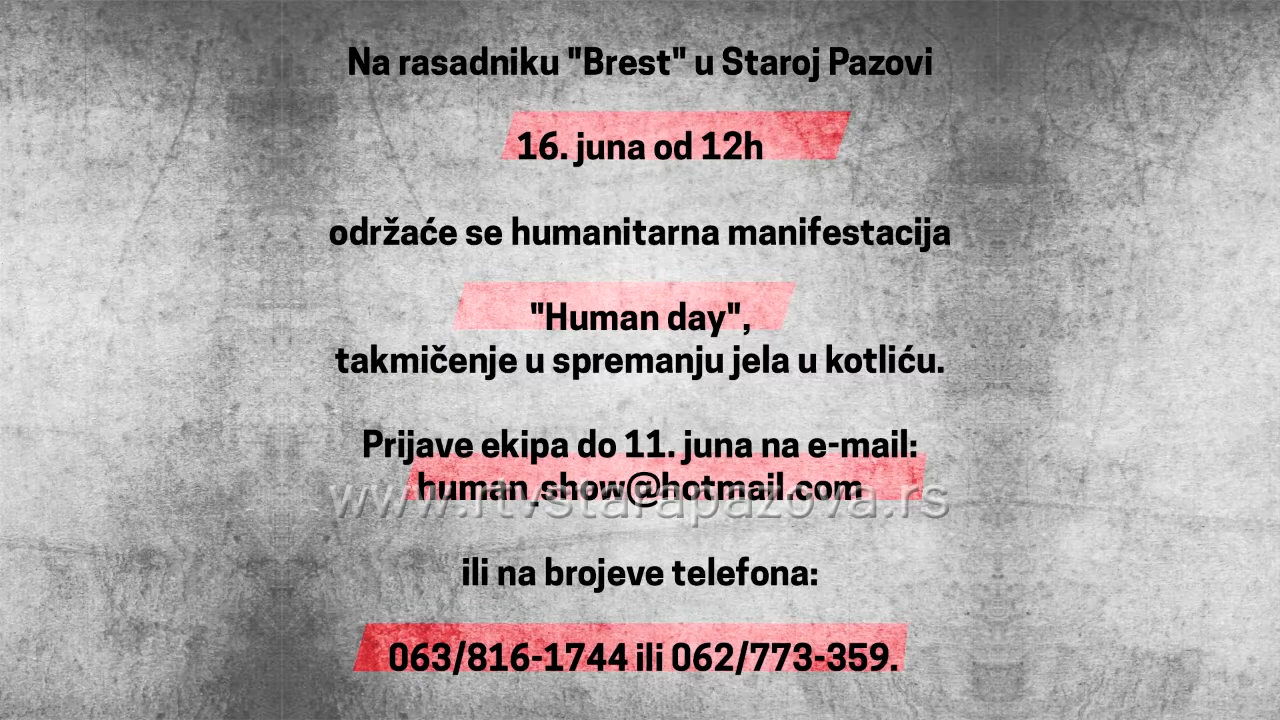 Na rasadniku "Brest" u Staroj Pazovi
16. juna od 12h
održaće se humanitarna manifestacija
"Human day",
takmičenje u spremanju jela u kotliću.
Prijave ekipa do 11. juna na e-mail:
human_show@hotmail.com
www.rtvstarapazova.rs
ili na brojeve telefona:
063/816-1744 ili 062/773-359.